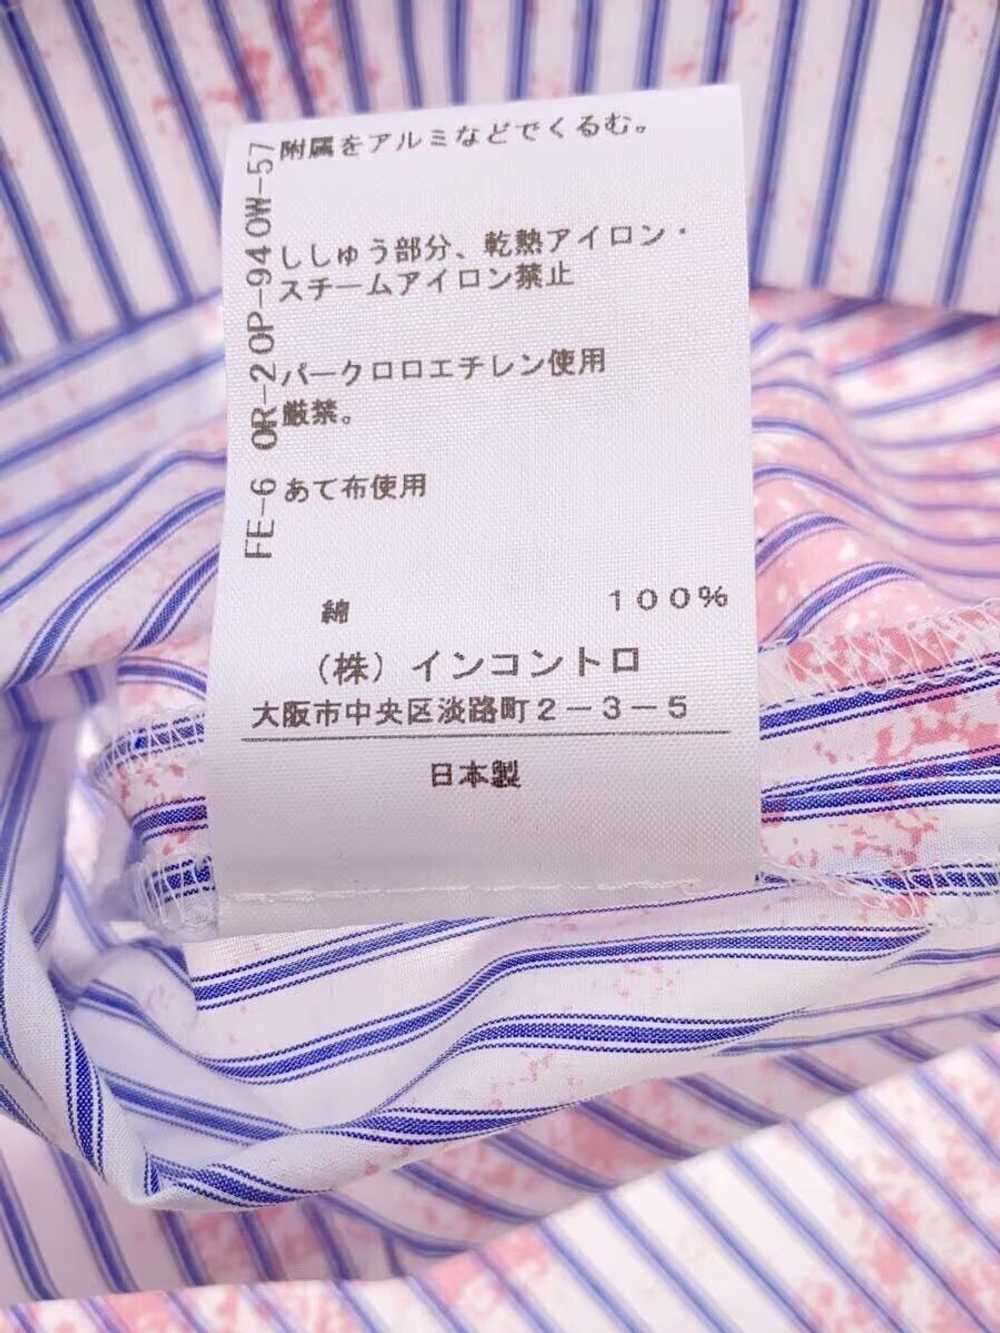 附属をアルミなどでくるむ。
ししゅう部分、乾熱アイロン・
スチームアイロン禁止
パークロロエチレン使用
厳禁。
あて布使用
綿 100%
(株)インコントロ
大阪市中央区淡路町2-3-5
日本製
FE-6 0R-20P-940W-57